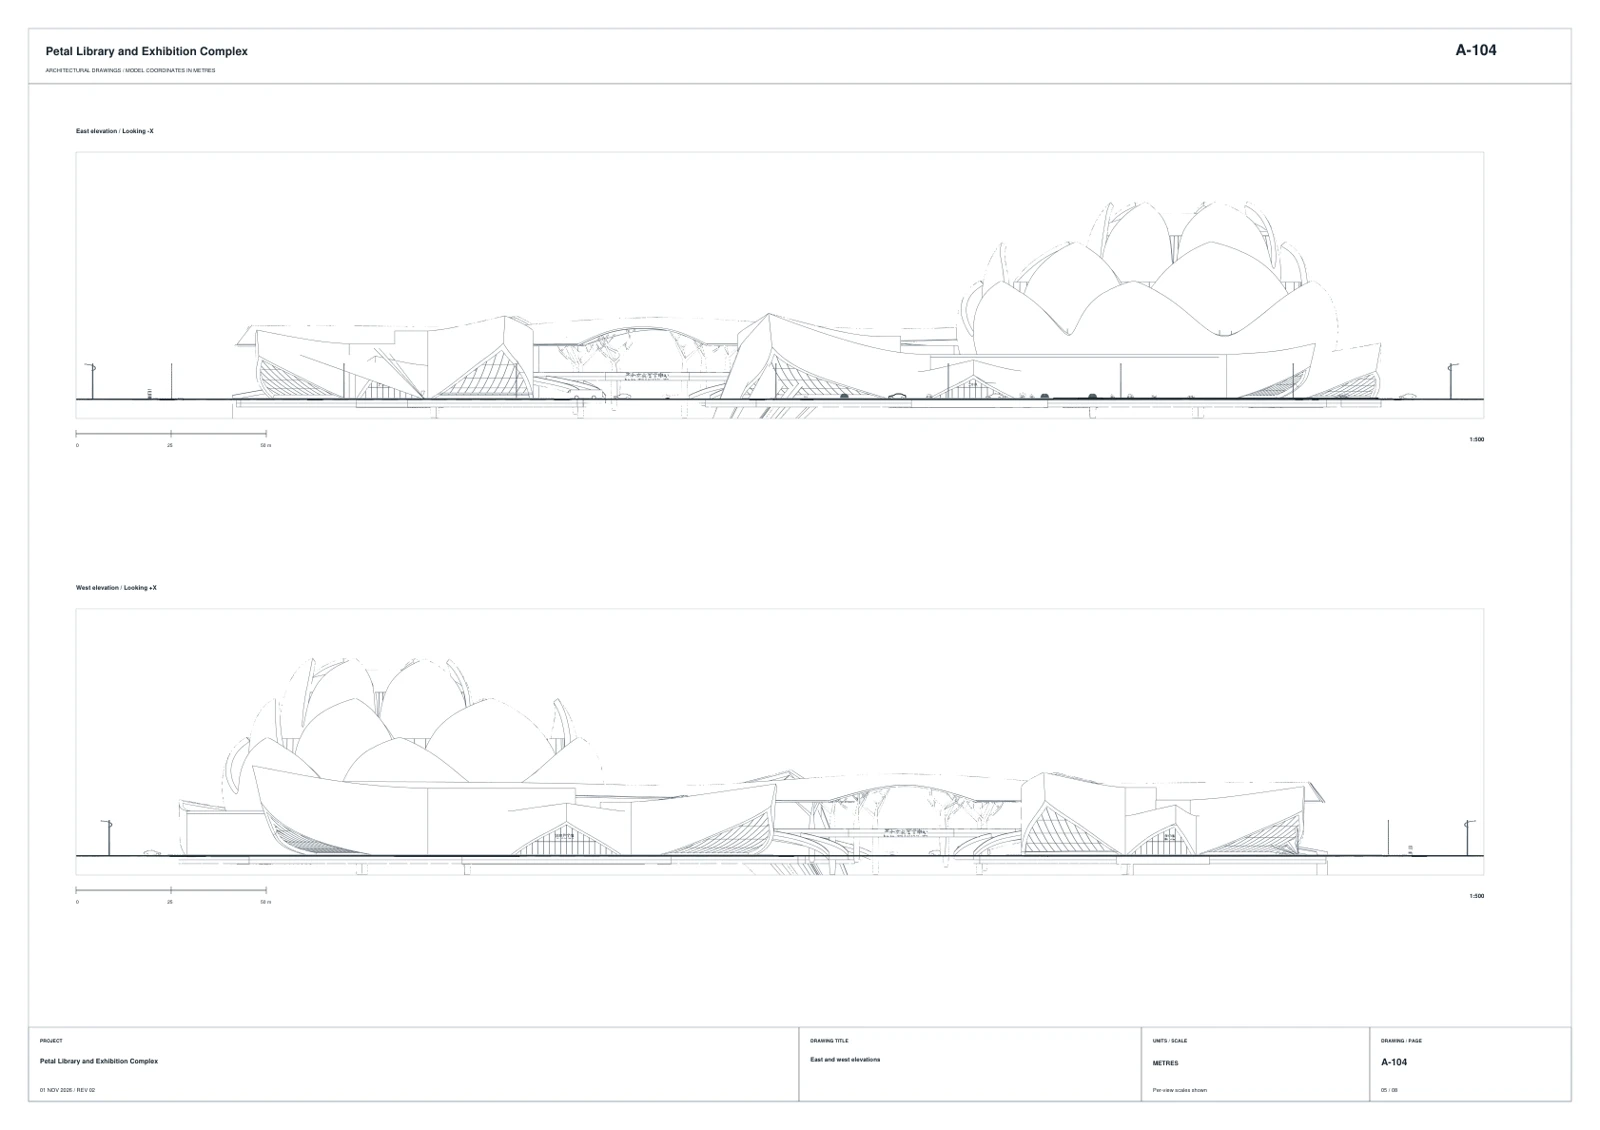 Petal Library and Exhibition Complex
A-104
ARCHITECTURAL DRAWINGS / MODEL COORDINATES IN METRES
East elevation / Looking -X
0 25 50 m
1:500
West elevation / Looking +X
0 25 50 m
1:500
PROJECT
Petal Library and Exhibition Complex
01 NOV 2025 / REV 02
DRAWING TITLE
East and west elevations
UNITS / SCALE
METRES
Per-view scales shown
DRAWING / PAGE
A-104
05 / 08